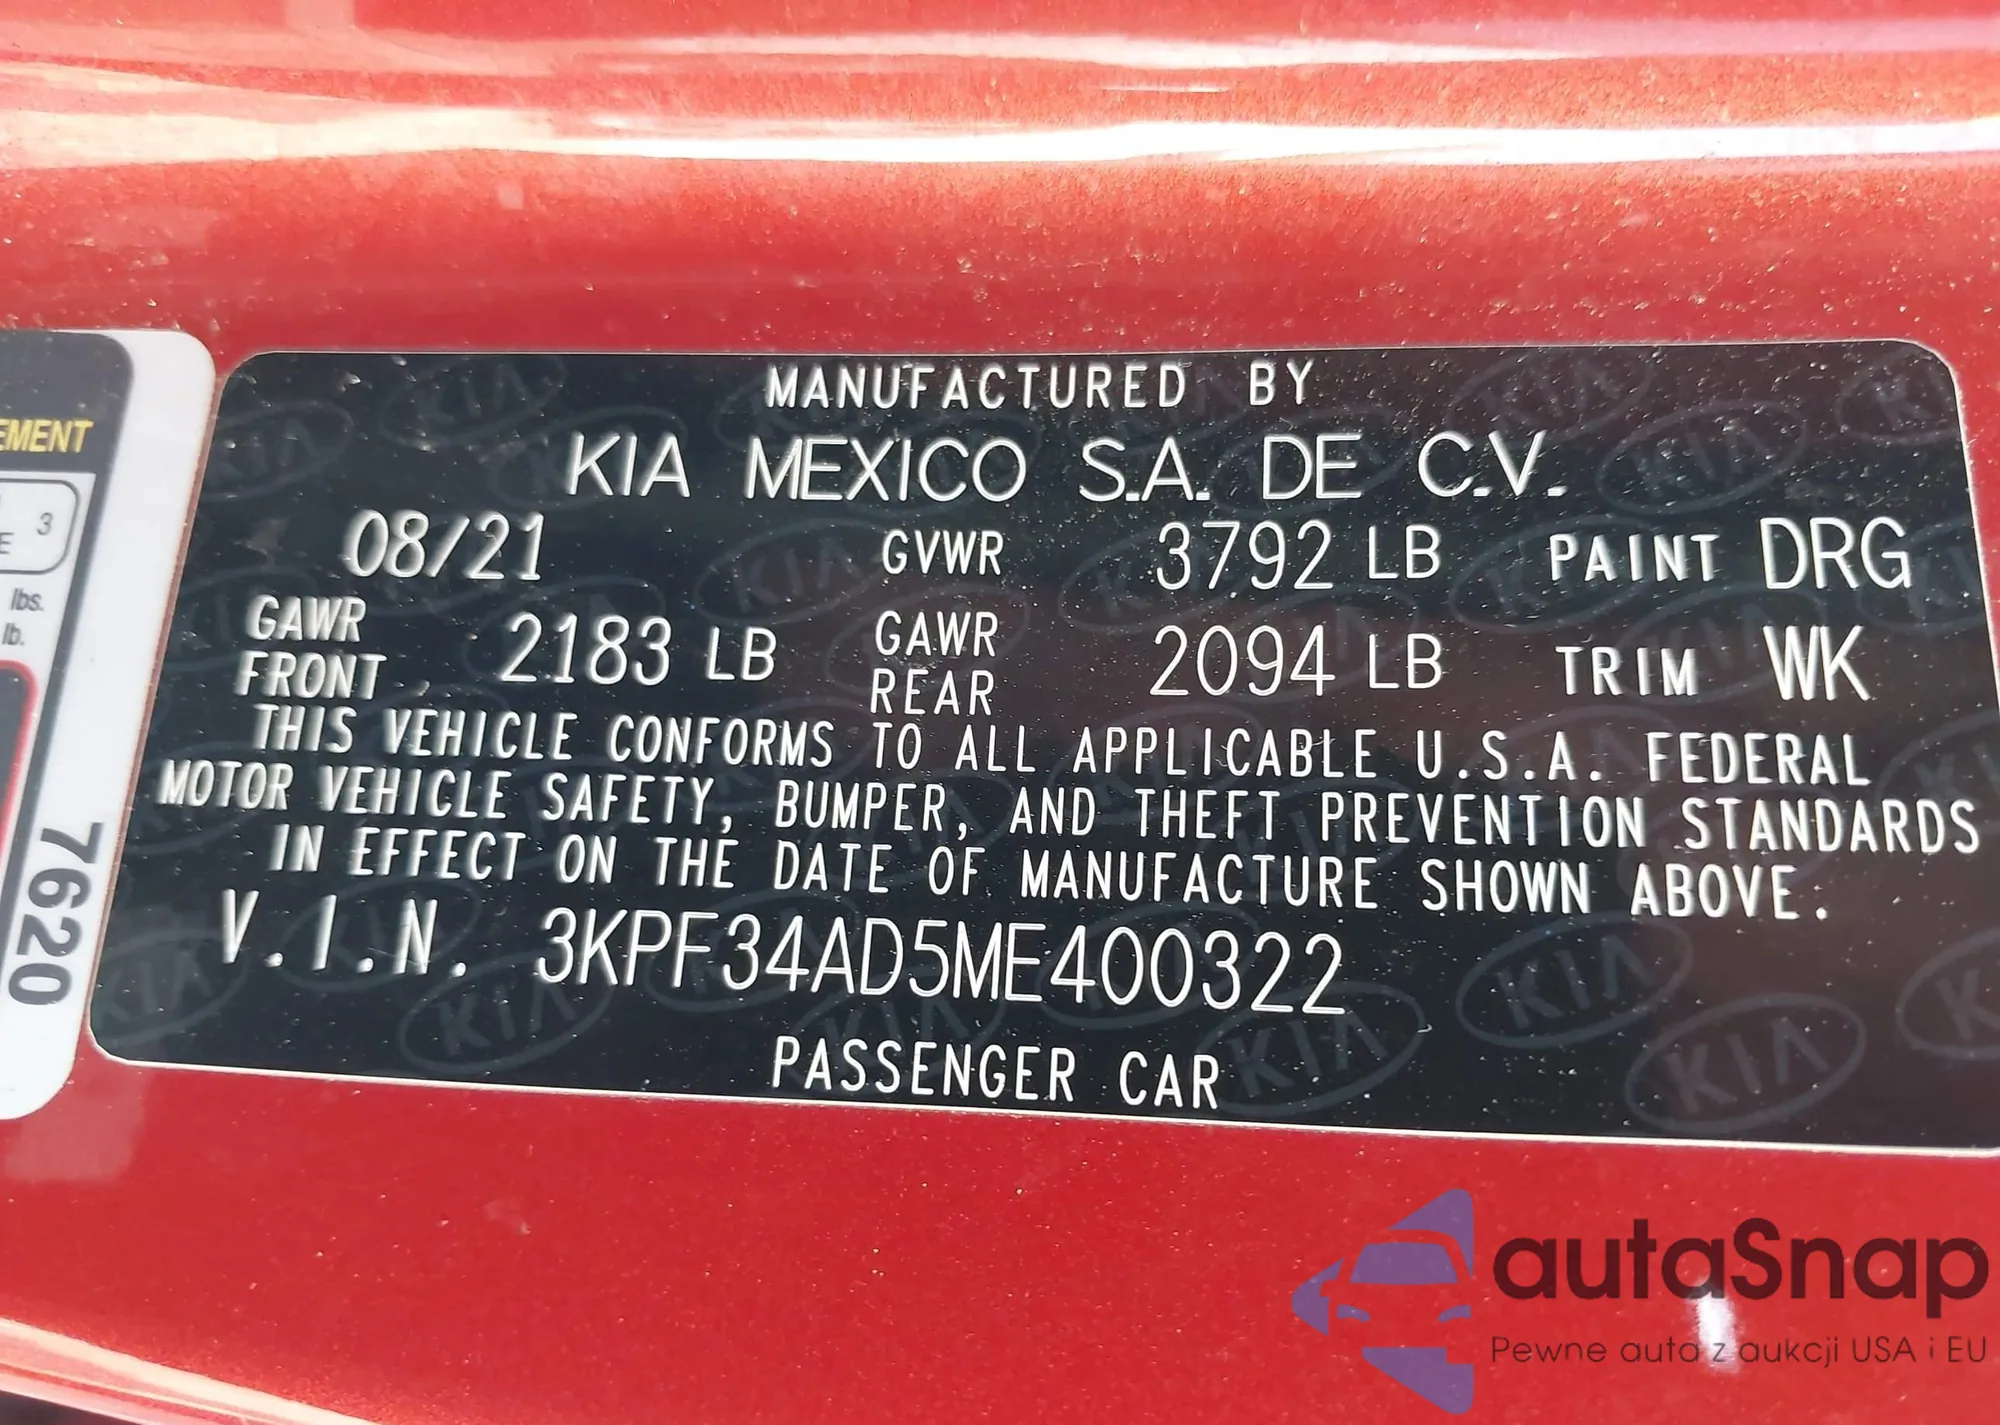 MANUFACTURED BY
KIA MEXICO S.A. DE C.V.
08/21 GVWR 3792 LB PAINT DRG
GAWR FRONT 2183 LB GAWR REAR 2094 LB TRIM WK
THIS VEHICLE CONFORMS TO ALL APPLICABLE U.S.A. FEDERAL
MOTOR VEHICLE SAFETY, BUMPER, AND THEFT PREVENTION STANDARDS
IN EFFECT ON THE DATE OF MANUFACTURE SHOWN ABOVE.
V.I.N. 3KPF34AD5ME400322
PASSENGER CAR
EMENT
E 3
lbs.
lb.
7620
autaSnap
Pewne auta z aukcji USA i EU